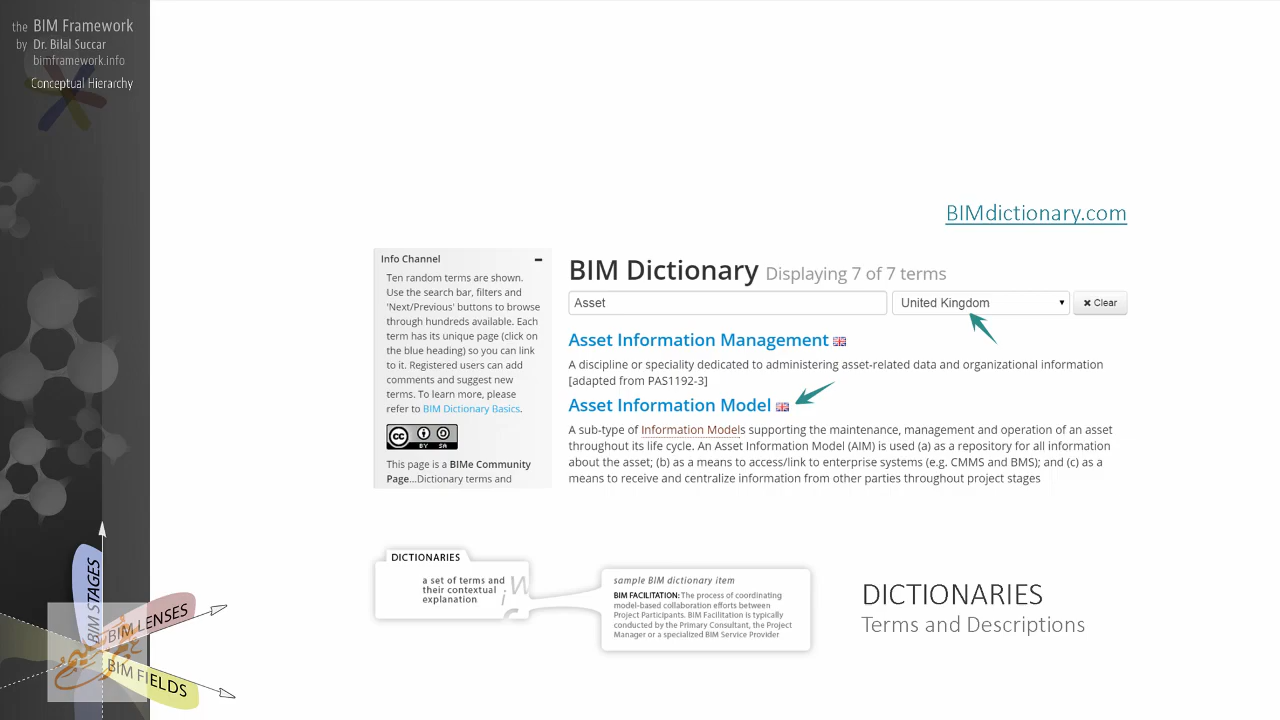 the BIM Framework
by Dr. Bilal Succar
bimframework.info
Conceptual Hierarchy
BIMdictionary.com
Info Channel
Ten random terms are shown.
Use the search bar, filters and
'Next/Previous' buttons to browse
through hundreds available. Each
term has its unique page (click on
the blue heading) so you can link
to it. Registered users can add
comments and suggest new
terms. To learn more, please
refer to BIM Dictionary Basics.
cc
BY SA
This page is a BIMe Community
Page...Dictionary terms and
BIM Dictionary Displaying 7 of 7 terms
Asset
United Kingdom
Clear
Asset Information Management
A discipline or speciality dedicated to administering asset-related data and organizational information
[adapted from PAS1192-3]
Asset Information Model
A sub-type of Information Models supporting the maintenance, management and operation of an asset
throughout its life cycle. An Asset Information Model (AIM) is used (a) as a repository for all information
about the asset; (b) as a means to access/link to enterprise systems (e.g. CMMS and BMS); and (c) as a
means to receive and centralize information from other parties throughout project stages
DICTIONARIES
a set of terms and
their contextual
explanation
sample BIM dictionary item
BIM FACILITATION: The process of coordinating
model-based collaboration efforts between
Project Participants. BIM Facilitation is typically
conducted by the Primary Consultant, the Project
Manager or a specialized BIM Service Provider
DICTIONARIES
Terms and Descriptions
BIM STAGES
BIM LENSES
BIM FIELDS